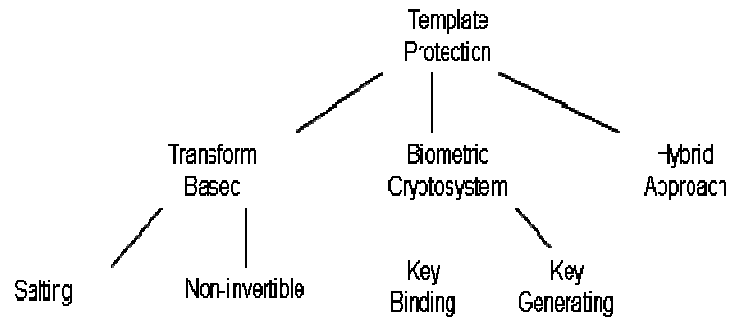 Template
Protection
Transform
Based
Biometric
Cryptosystem
Hybrid
Approach
Salting
Non-invertible
Key
Binding
Key
Generating